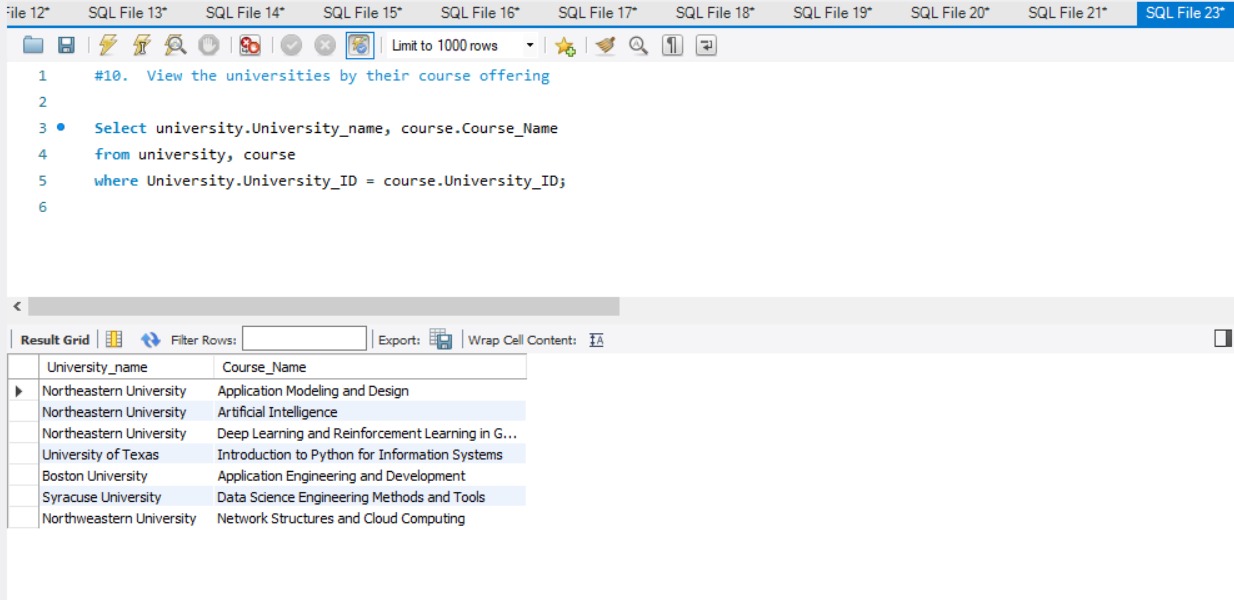 File 12* SQL File 13* SQL File 14* SQL File 15* SQL File 16* SQL File 17* SQL File 18* SQL File 19* SQL File 20* SQL File 21* SQL File 23*
Limit to 1000 rows
1 #10. View the universities by their course offering
2
3 Select university.University_name, course.Course_Name
4 from university, course
5 where University.University_ID = course.University_ID;
6
Result Grid Filter Rows: Export: Wrap Cell Content:
University_name Course_Name
Northeastern University Application Modeling and Design
Northeastern University Artificial Intelligence
Northeastern University Deep Learning and Reinforcement Learning in G...
University of Texas Introduction to Python for Information Systems
Boston University Application Engineering and Development
Syracuse University Data Science Engineering Methods and Tools
Northweastern University Network Structures and Cloud Computing